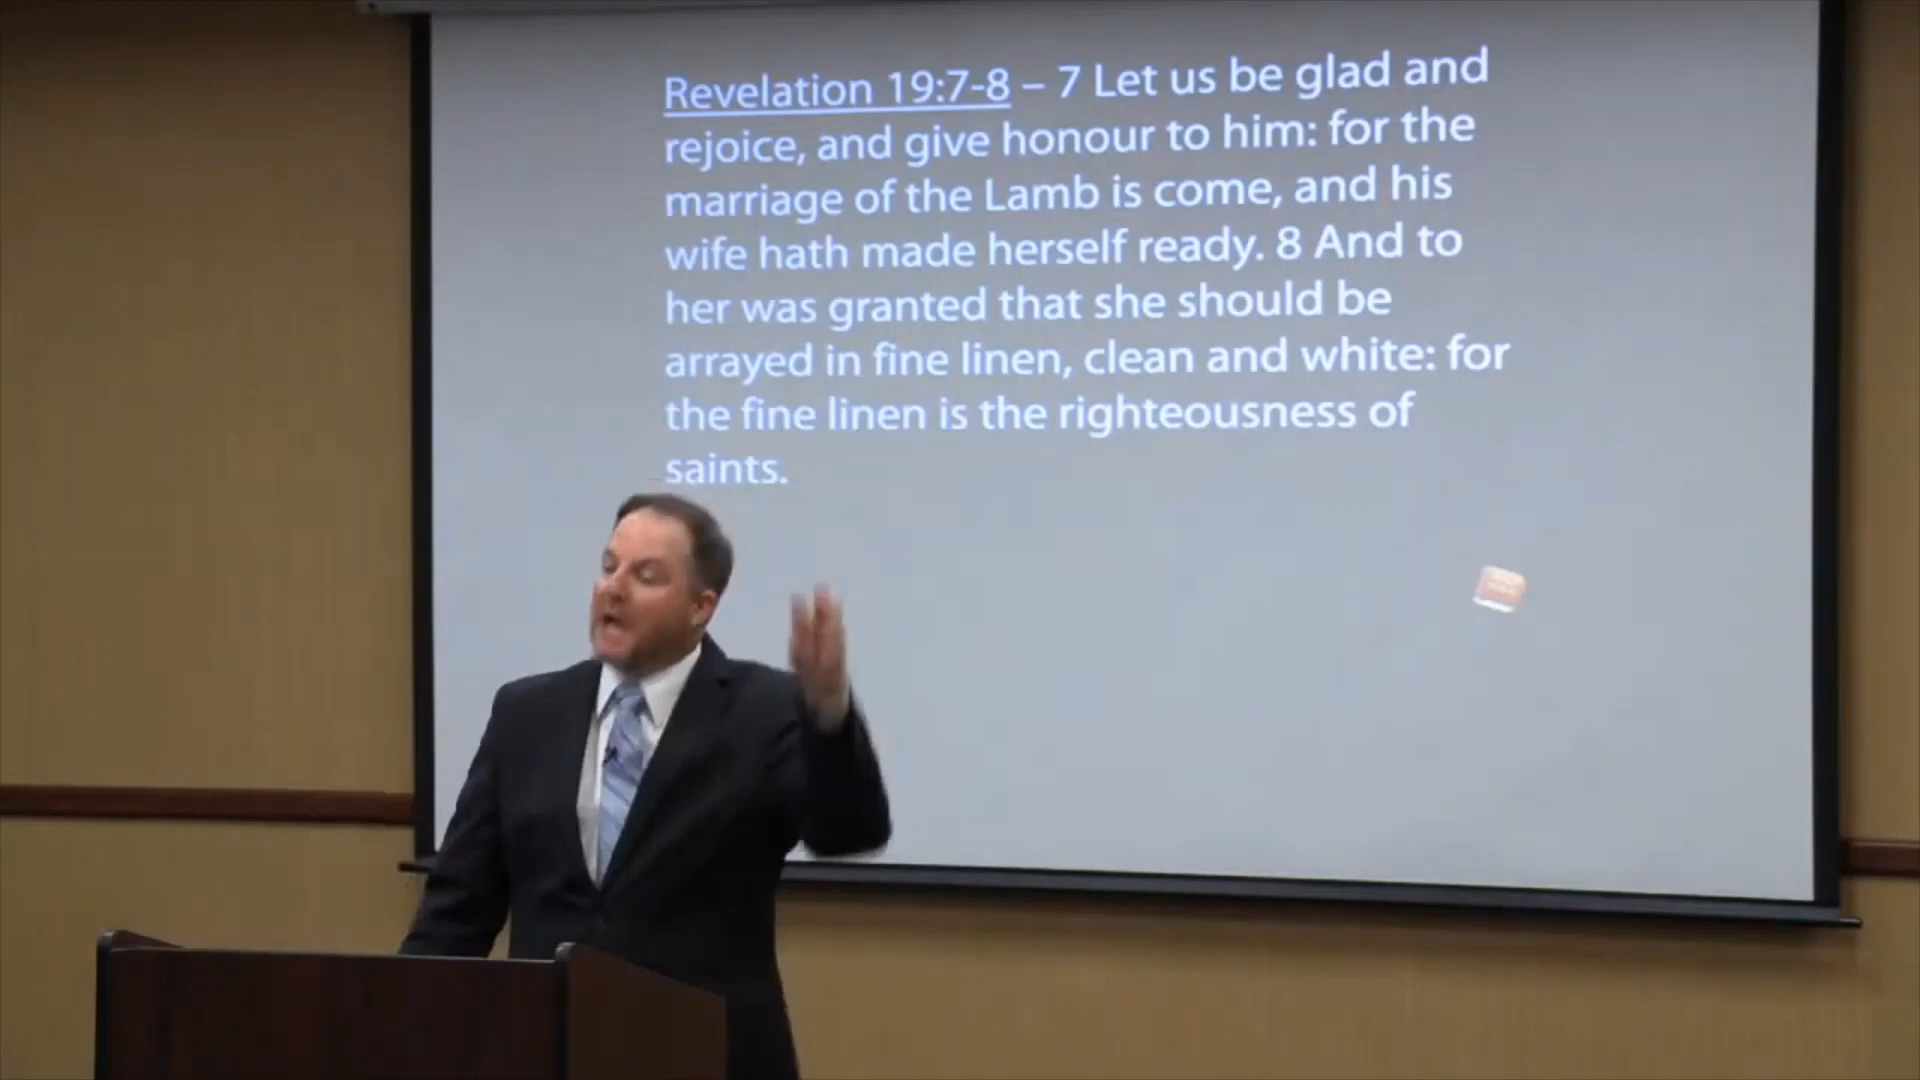 Revelation 19:7-8 – 7 Let us be glad and
rejoice, and give honour to him: for the
marriage of the Lamb is come, and his
wife hath made herself ready. 8 And to
her was granted that she should be
arrayed in fine linen, clean and white: for
the fine linen is the righteousness of
saints.